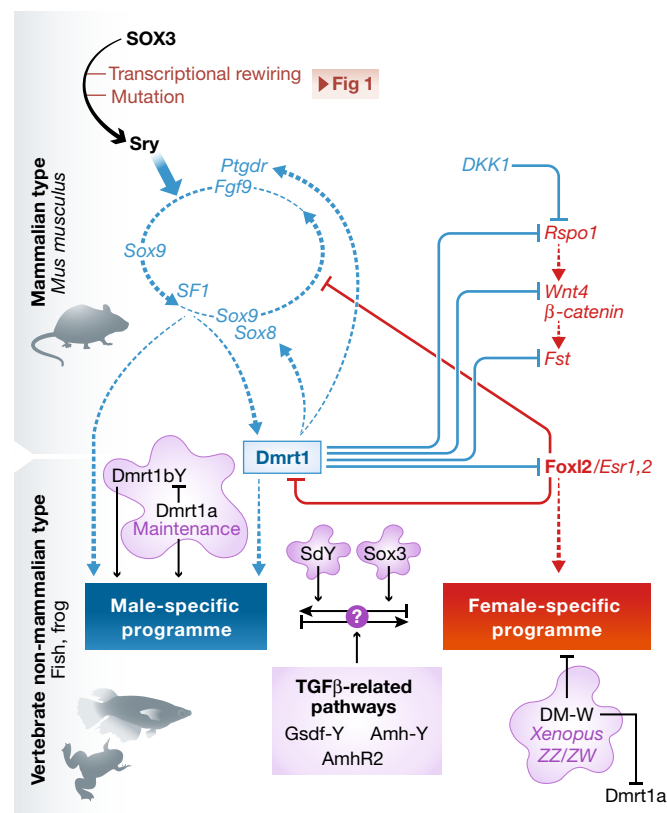 SOX3
Transcriptional rewiring
Mutation
▶ Fig 1
Sry
Mammalian type
Mus musculus
Ptgdr
Fgf9
Sox9
SF1
Sox9
Sox8
DKK1
Rspo1
Wnt4
β-catenin
Fst
Dmrt1
Foxl2/Esr1,2
Vertebrate non-mammalian type
Fish, frog
Dmrt1bY
Dmrt1a
Maintenance
SdY
Sox3
Male-specific
programme
?
Female-specific
programme
TGFβ-related
pathways
Gsdf-Y Amh-Y
AmhR2
DM-W
Xenopus
ZZ/ZW
Dmrt1a